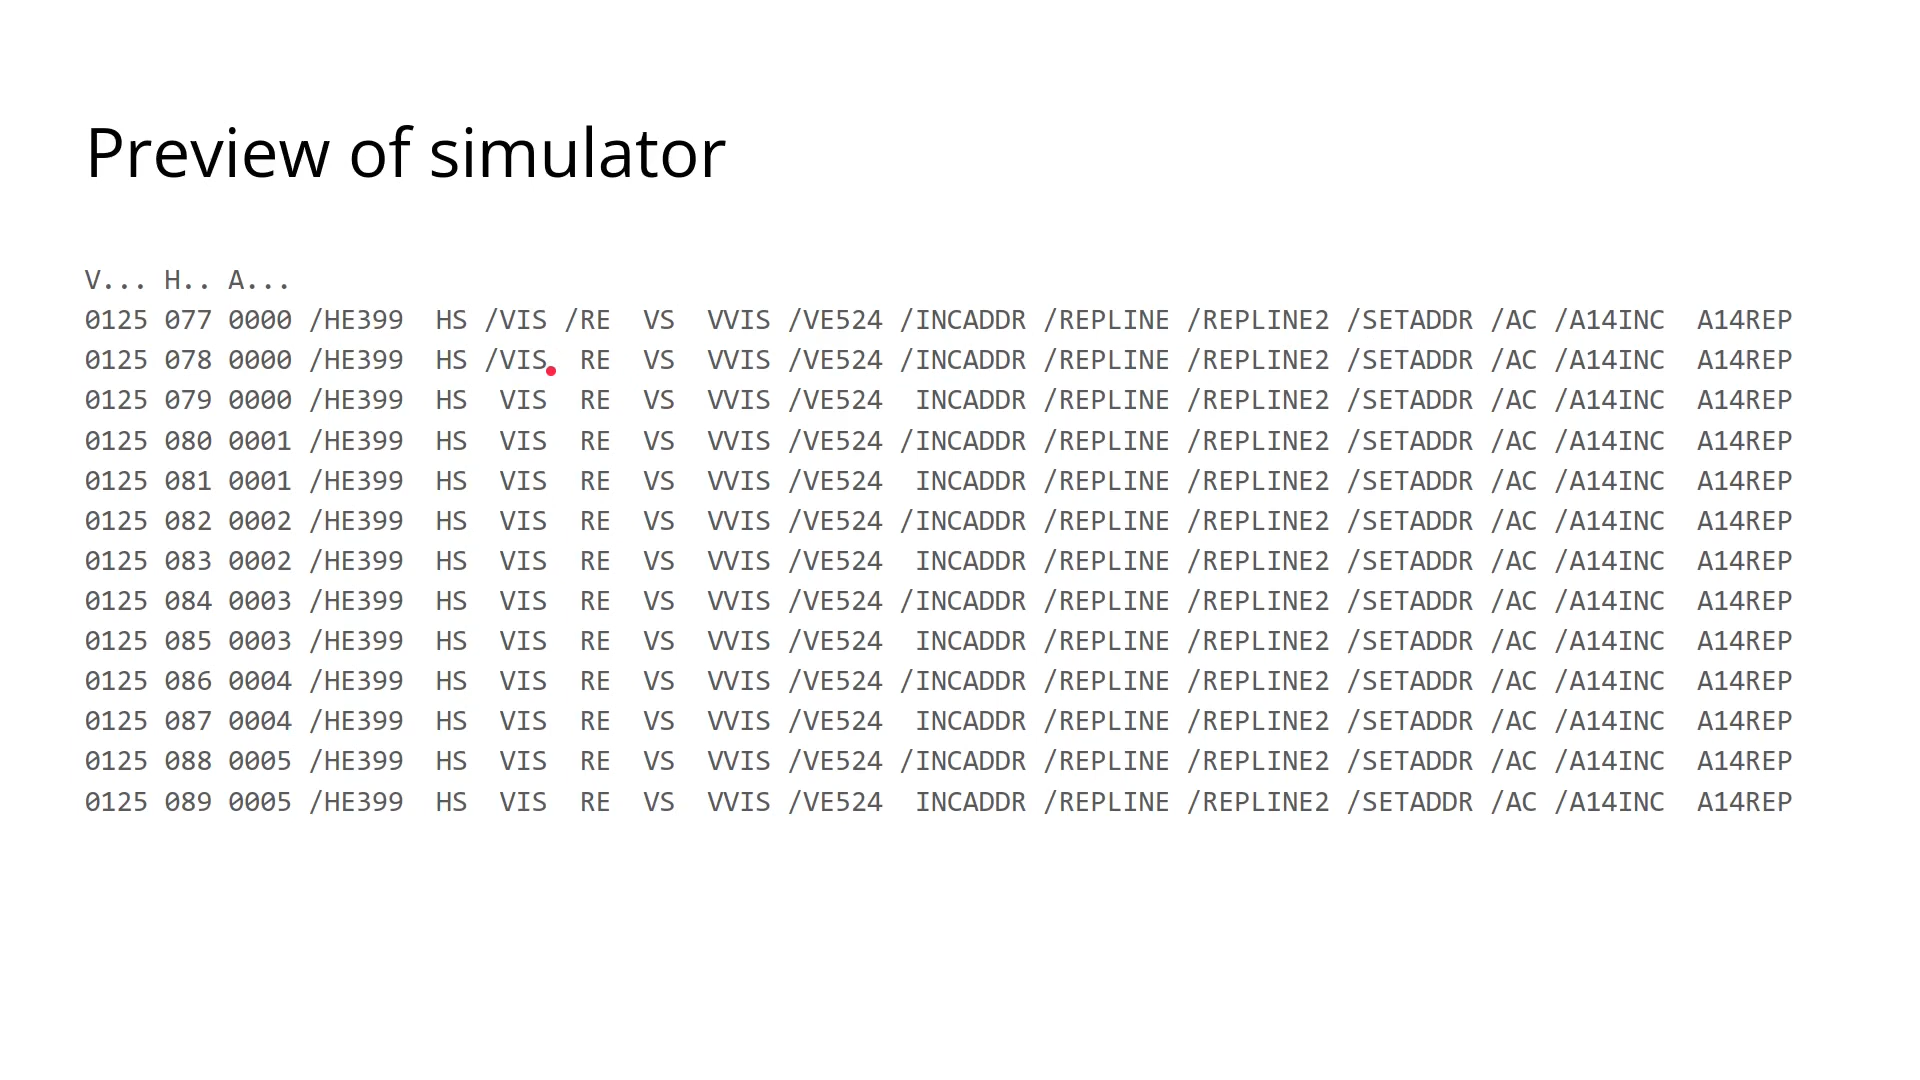 Preview of simulator
V... H.. A...
0125 077 0000 /HE399  HS /VIS /RE  VS  VVIS /VE524 /INCADDR /REPLINE /REPLINE2 /SETADDR /AC /A14INC  A14REP
0125 078 0000 /HE399  HS /VIS  RE  VS  VVIS /VE524 /INCADDR /REPLINE /REPLINE2 /SETADDR /AC /A14INC  A14REP
0125 079 0000 /HE399  HS  VIS  RE  VS  VVIS /VE524  INCADDR /REPLINE /REPLINE2 /SETADDR /AC /A14INC  A14REP
0125 080 0001 /HE399  HS  VIS  RE  VS  VVIS /VE524 /INCADDR /REPLINE /REPLINE2 /SETADDR /AC /A14INC  A14REP
0125 081 0001 /HE399  HS  VIS  RE  VS  VVIS /VE524  INCADDR /REPLINE /REPLINE2 /SETADDR /AC /A14INC  A14REP
0125 082 0002 /HE399  HS  VIS  RE  VS  VVIS /VE524 /INCADDR /REPLINE /REPLINE2 /SETADDR /AC /A14INC  A14REP
0125 083 0002 /HE399  HS  VIS  RE  VS  VVIS /VE524  INCADDR /REPLINE /REPLINE2 /SETADDR /AC /A14INC  A14REP
0125 084 0003 /HE399  HS  VIS  RE  VS  VVIS /VE524 /INCADDR /REPLINE /REPLINE2 /SETADDR /AC /A14INC  A14REP
0125 085 0003 /HE399  HS  VIS  RE  VS  VVIS /VE524  INCADDR /REPLINE /REPLINE2 /SETADDR /AC /A14INC  A14REP
0125 086 0004 /HE399  HS  VIS  RE  VS  VVIS /VE524 /INCADDR /REPLINE /REPLINE2 /SETADDR /AC /A14INC  A14REP
0125 087 0004 /HE399  HS  VIS  RE  VS  VVIS /VE524  INCADDR /REPLINE /REPLINE2 /SETADDR /AC /A14INC  A14REP
0125 088 0005 /HE399  HS  VIS  RE  VS  VVIS /VE524 /INCADDR /REPLINE /REPLINE2 /SETADDR /AC /A14INC  A14REP
0125 089 0005 /HE399  HS  VIS  RE  VS  VVIS /VE524  INCADDR /REPLINE /REPLINE2 /SETADDR /AC /A14INC  A14REP